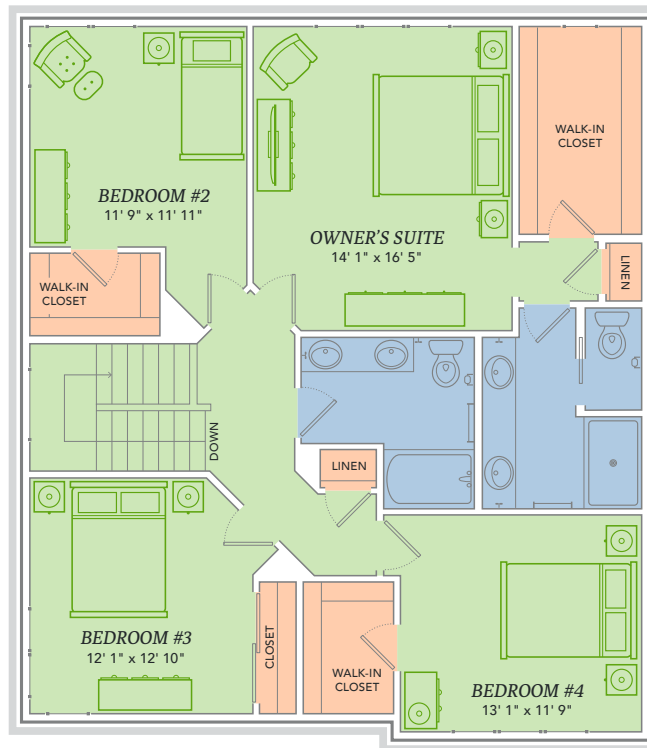 BEDROOM #2
11' 9" x 11' 11"
OWNER'S SUITE
14' 1" x 16' 5"
WALK-IN
CLOSET
LINEN
WALK-IN
CLOSET
DOWN
LINEN
BEDROOM #3
12' 1" x 12' 10"
CLOSET
WALK-IN
CLOSET
BEDROOM #4
13' 1" x 11' 9"